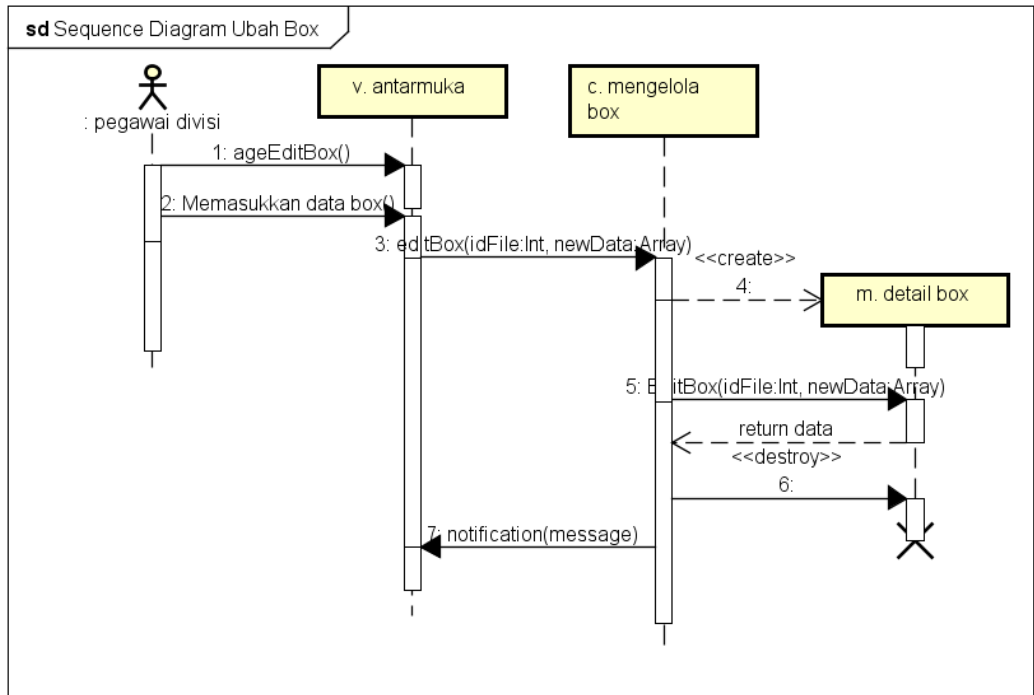 sd Sequence Diagram Ubah Box
: pegawai divisi
v. antarmuka
c. mengelola
box
1: ageEditBox()
2: Memasukkan data box()
3: editBox(idFile:Int, newData:Array)
<<create>>
4:
m. detail box
5: EditBox(idFile:Int, newData:Array)
return data
<<destroy>>
6:
7: notification(message)